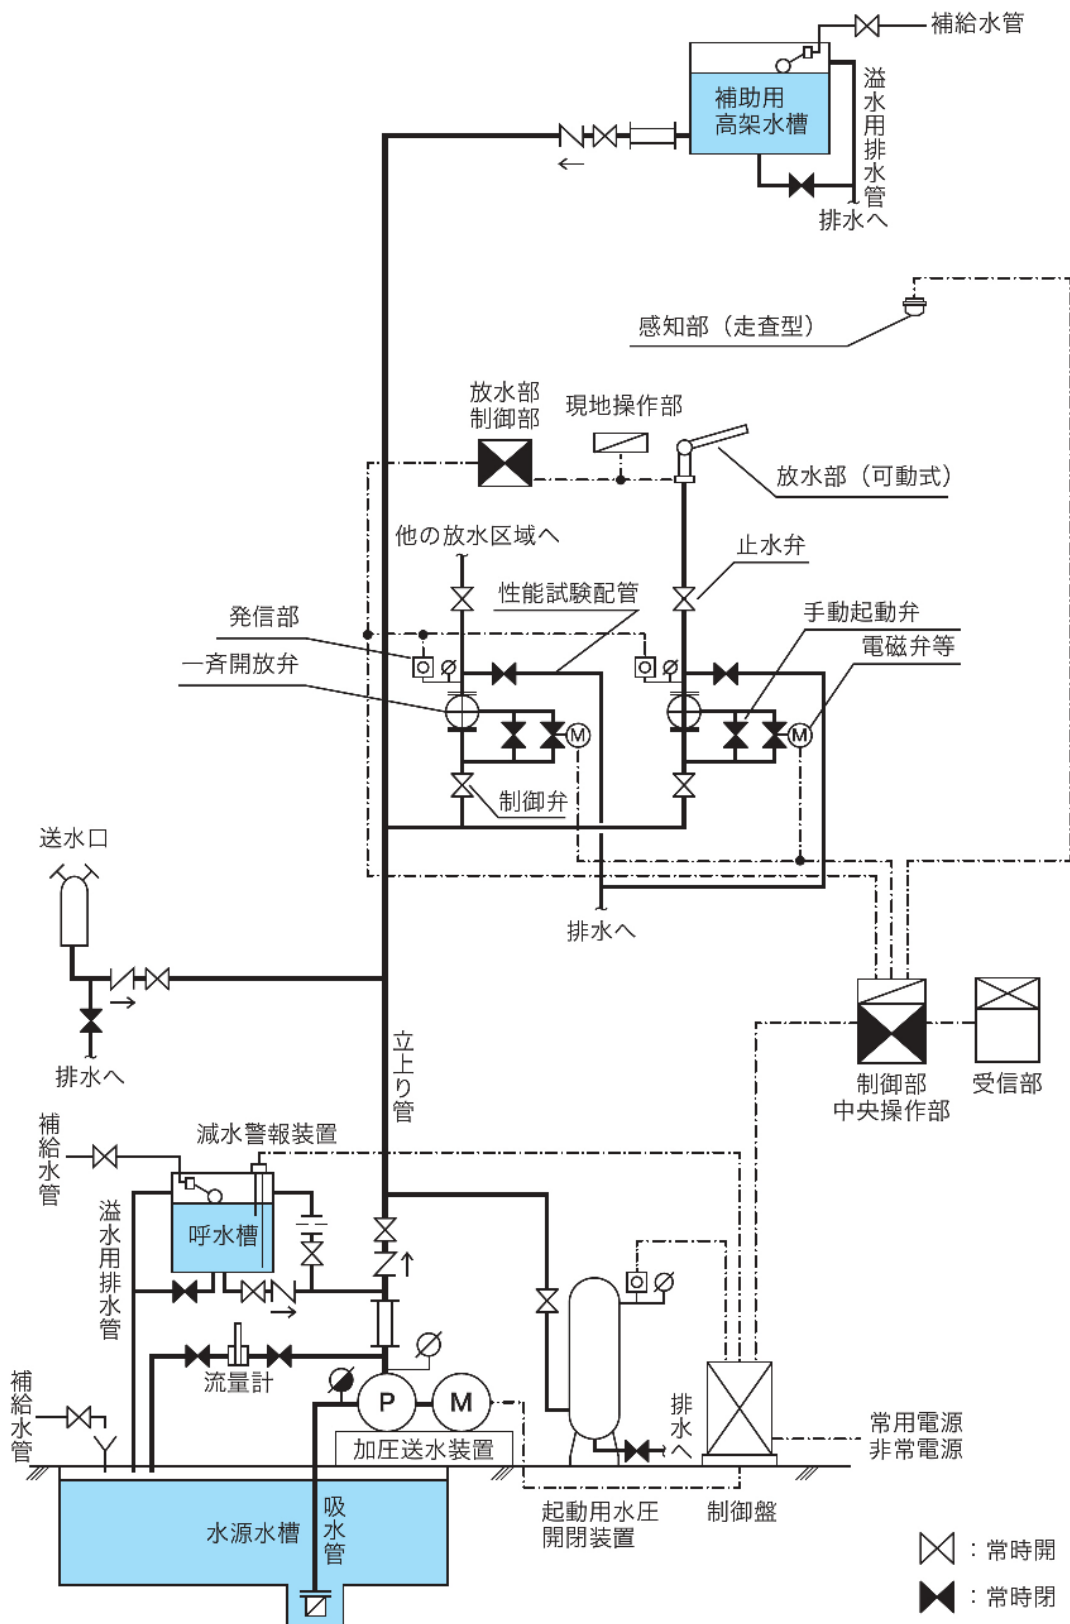 補給水管
補助用
高架水槽
溢水用排水管
排水へ
感知部（走査型）
放水部
制御部
現地操作部
放水部（可動式）
他の放水区域へ
止水弁
性能試験配管
手動起動弁
発信部
電磁弁等
一斉開放弁
M
M
制御弁
送水口
排水へ
排水へ
立上り管
制御部
中央操作部
受信部
補給水管
減水警報装置
溢水用排水管
呼水槽
流量計
補給水管
P
M
加圧送水装置
排水へ
常用電源
非常電源
吸水管
水源水槽
起動用水圧
開閉装置
制御盤
：常時開
：常時閉